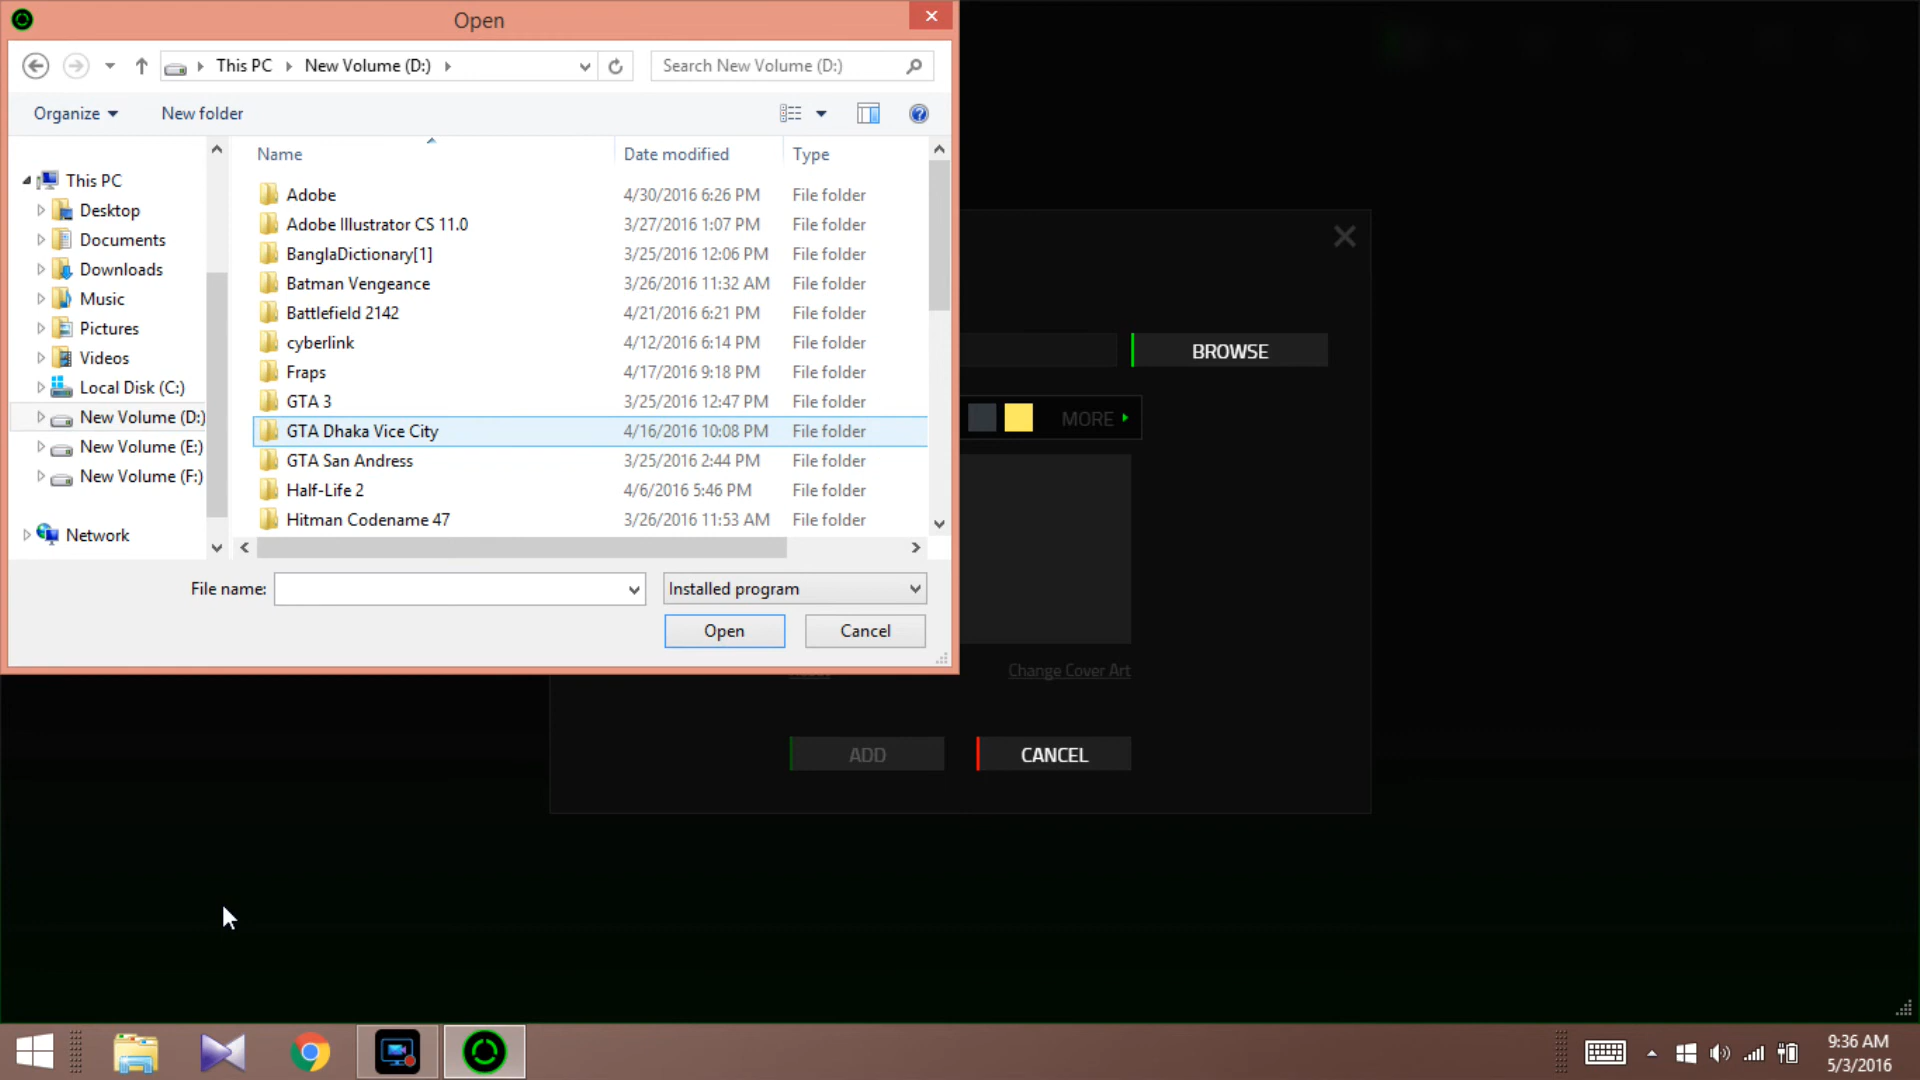 Open
This PC New Volume (D:)
Search New Volume (D:)
Organize New folder
Name Date modified Type
This PC
Desktop
Documents
Downloads
Music
Pictures
Videos
Local Disk (C:)
New Volume (D:)
New Volume (E:)
New Volume (F:)
Network
Adobe 4/30/2016 6:26 PM File folder
Adobe Illustrator CS 11.0 3/27/2016 1:07 PM File folder
BanglaDictionary[1] 3/25/2016 12:06 PM File folder
Batman Vengeance 3/26/2016 11:32 AM File folder
Battlefield 2142 4/21/2016 6:21 PM File folder
cyberlink 4/12/2016 6:14 PM File folder
Fraps 4/17/2016 9:18 PM File folder
GTA 3 3/25/2016 12:47 PM File folder
GTA Dhaka Vice City 4/16/2016 10:08 PM File folder
GTA San Andress 3/25/2016 2:44 PM File folder
Half-Life 2 4/6/2016 5:46 PM File folder
Hitman Codename 47 3/26/2016 11:53 AM File folder
File name:
Installed program
Open Cancel
BROWSE
MORE
Change Cover Art
ADD CANCEL
9:36 AM
5/3/2016